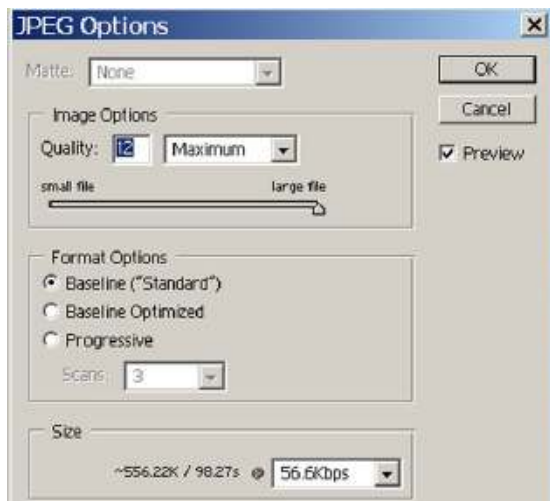 JPEG Options
Matte: None
OK
Cancel
Preview
Image Options
Quality: 12 Maximum
small file large file
Format Options
Baseline ("Standard")
Baseline Optimized
Progressive
Scans: 3
Size
~556.22K / 98.27s @ 56.6Kbps